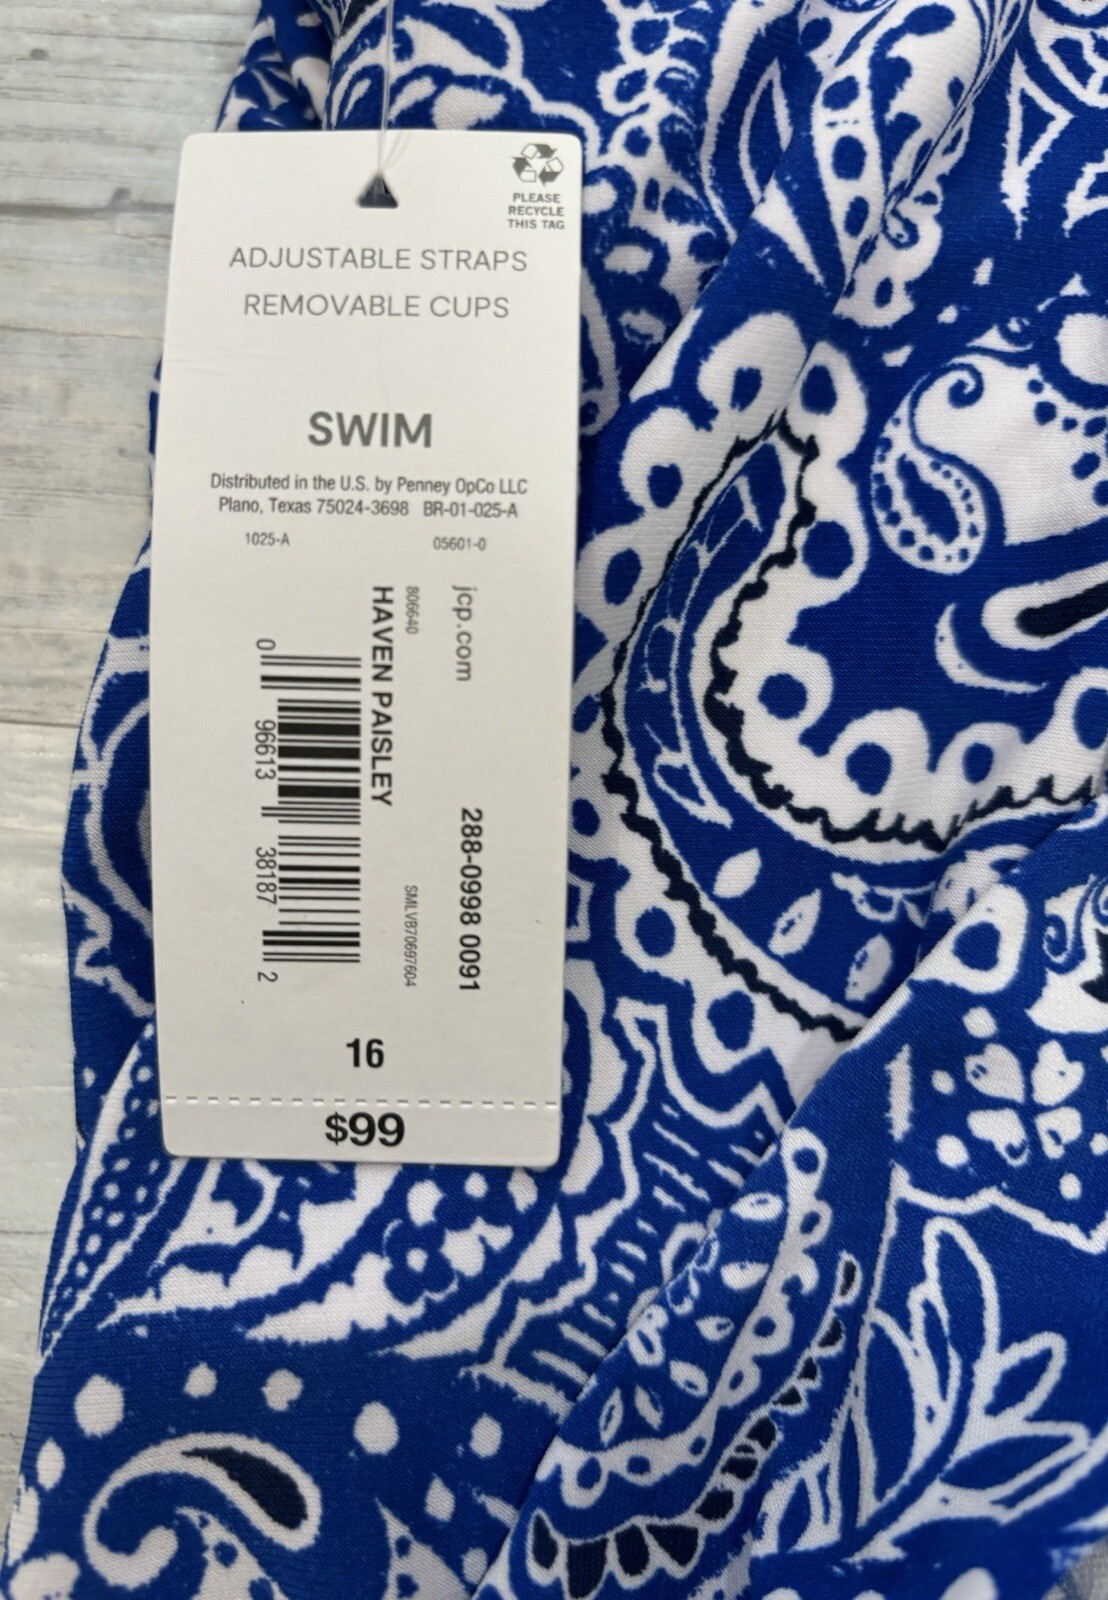 PLEASE
RECYCLE
THIS TAG
ADJUSTABLE STRAPS
REMOVABLE CUPS
SWIM
Distributed in the U.S. by Penney OpCo LLC
Plano, Texas 75024-3698 BR-01-025-A
1025-A 05601-0
jcp.com 288-0998 0091
806640 SMLVB70697604
HAVEN PAISLEY
0 96613 38187 2
16
$99